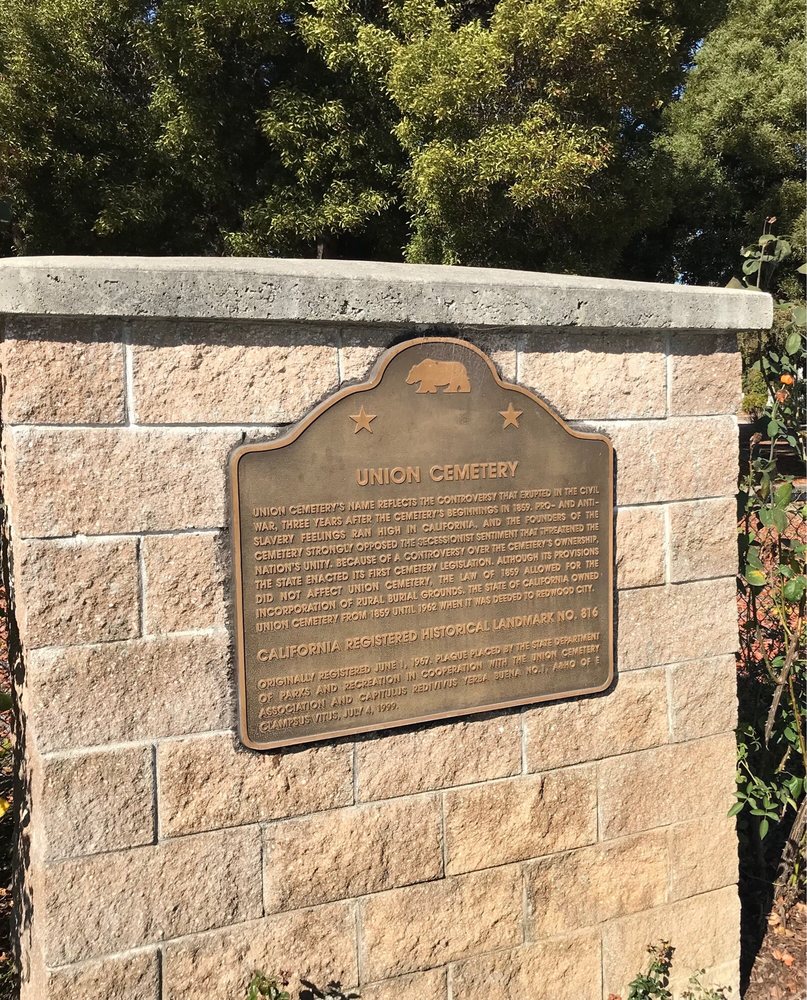 UNION CEMETERY
UNION CEMETERY'S NAME REFLECTS THE CONTROVERSY THAT ERUPTED IN THE CIVIL
WAR, THREE YEARS AFTER THE CEMETERY'S BEGINNINGS IN 1859. PRO- AND ANTI-
SLAVERY FEELINGS RAN HIGH IN CALIFORNIA, AND THE FOUNDERS OF THE
CEMETERY STRONGLY OPPOSED THE SECESSIONIST SENTIMENT THAT THREATENED THE
NATION'S UNITY. BECAUSE OF A CONTROVERSY OVER THE CEMETERY'S OWNERSHIP,
THE STATE ENACTED ITS FIRST CEMETERY LEGISLATION. ALTHOUGH ITS PROVISIONS
DID NOT AFFECT UNION CEMETERY, THE LAW OF 1859 ALLOWED FOR THE
INCORPORATION OF RURAL BURIAL GROUNDS. THE STATE OF CALIFORNIA OWNED
UNION CEMETERY FROM 1859 UNTIL 1962 WHEN IT WAS DEEDED TO REDWOOD CITY.
CALIFORNIA REGISTERED HISTORICAL LANDMARK NO. 816
ORIGINALLY REGISTERED JUNE 1, 1967. PLAQUE PLACED BY THE STATE DEPARTMENT
OF PARKS AND RECREATION IN COOPERATION WITH THE UNION CEMETERY
ASSOCIATION AND CAPITULUS REDIVIVUS YERBA BUENA NO.1, AAHO OF E
CLAMPSUS VITUS, JULY 4, 1999.